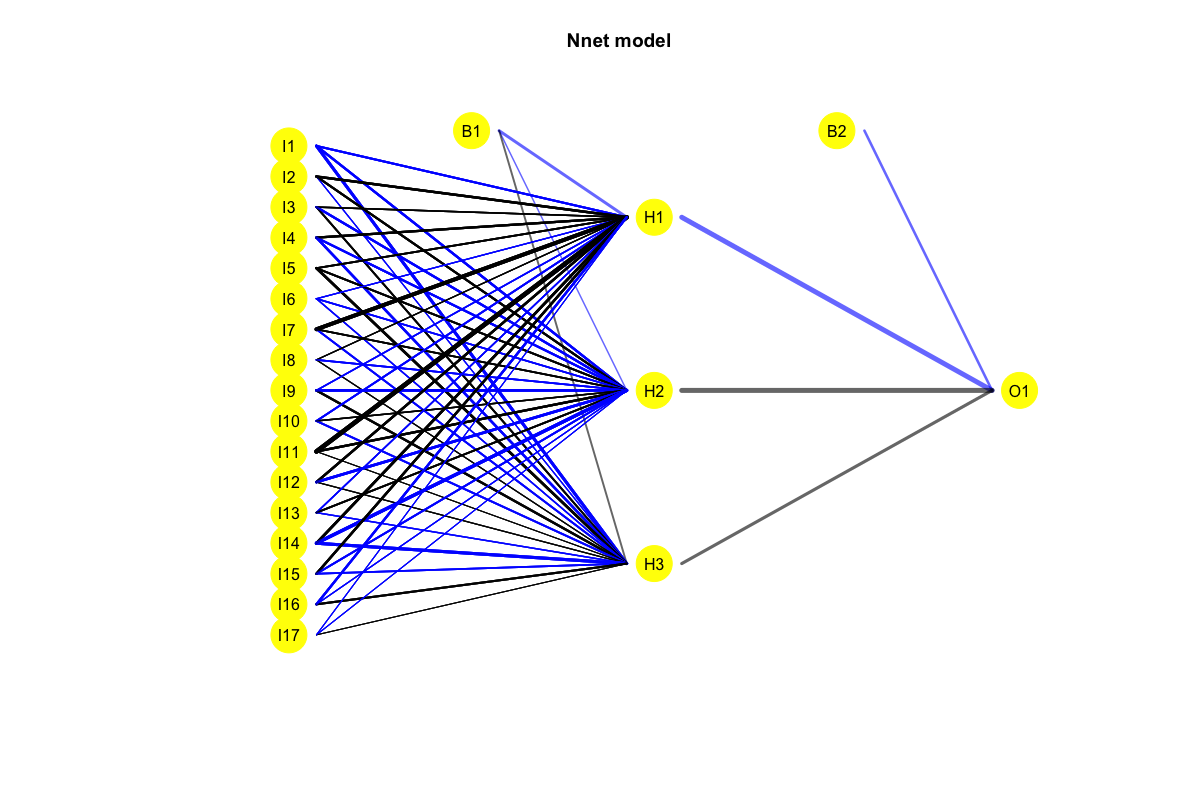 Nnet model
B1
B2
I1
I2
I3
I4
I5
I6
I7
I8
I9
I10
I11
I12
I13
I14
I15
I16
I17
H1
H2
H3
O1